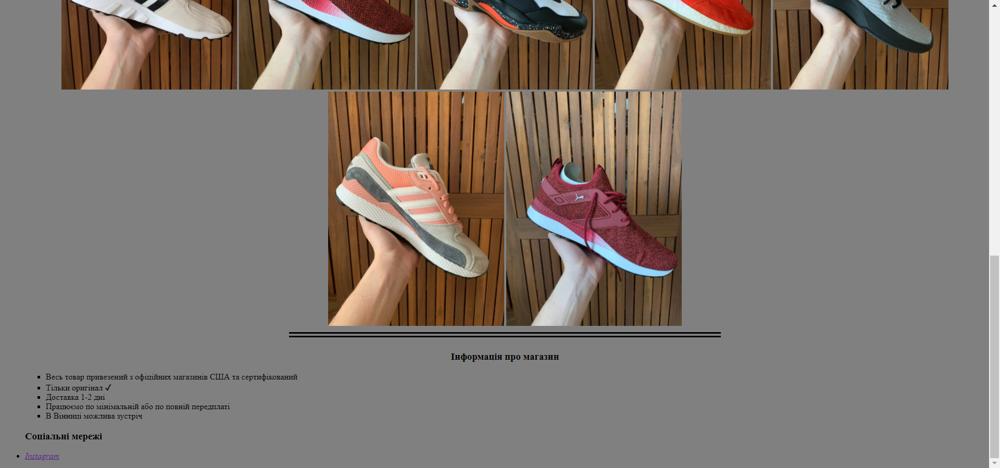 Інформація про магазин
Весь товар привезений з офіційних магазинів США та сертифікований
Тільки оригінал ✓
Доставка 1-2 дні
Працюємо по мінімальній або по повній передплаті
В Вінниці можлива зустріч
Соціальні мережі
Instagram